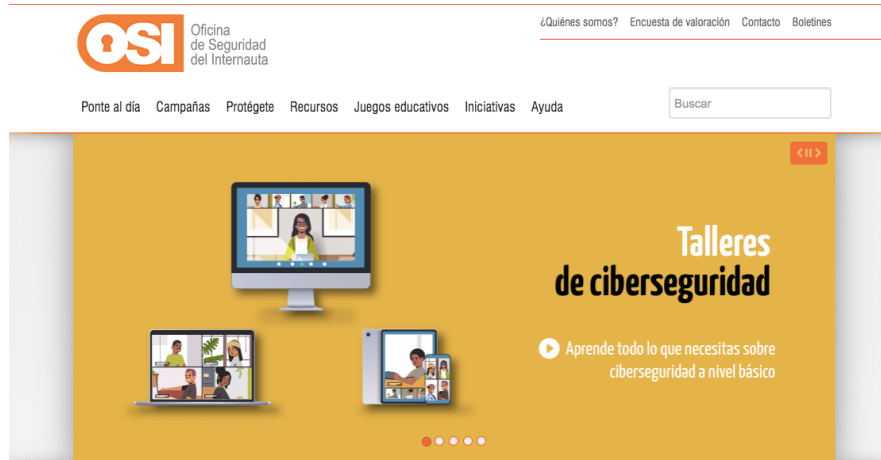 OSI
Oficina
de Seguridad
del Internauta
¿Quiénes somos? Encuesta de valoración Contacto Boletines
Ponte al día Campañas Protégete Recursos Juegos educativos Iniciativas Ayuda
Buscar
Talleres
de ciberseguridad
Aprende todo lo que necesitas sobre
ciberseguridad a nivel básico